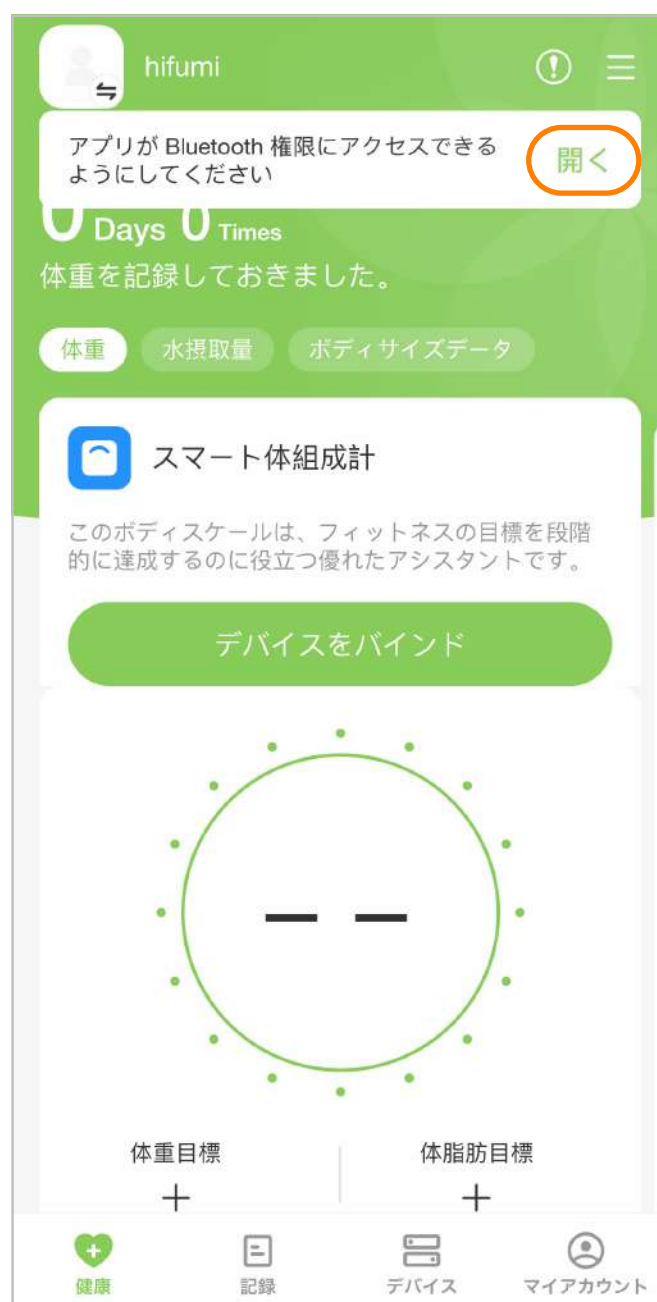 hifumi
アプリが Bluetooth 権限にアクセスできる
ようにしてください
開く
0 Days 0 Times
体重を記録しておきました。
体重 水摂取量 ボディサイズデータ
スマート体組成計
このボディスケールは、フィットネスの目標を段階
的に達成するのに役立つ優れたアシスタントです。
デバイスをバインド
— —
体重目標 体脂肪目標
+ +
健康 記録 デバイス マイアカウント